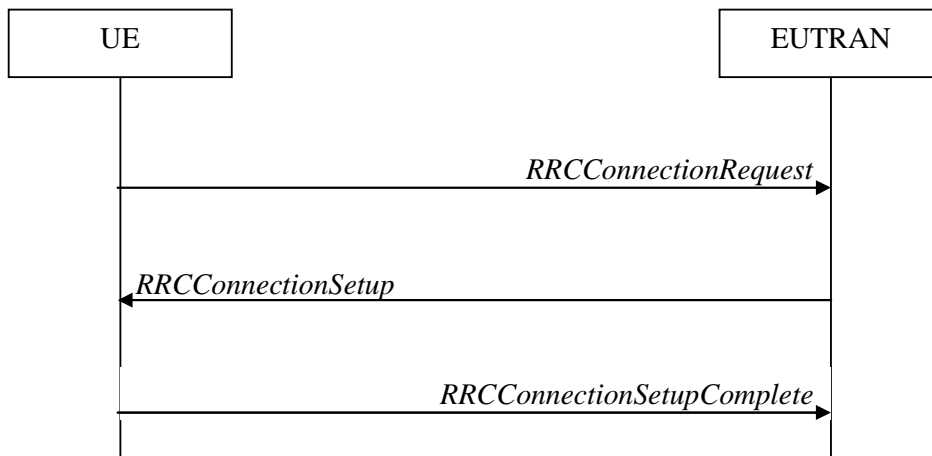 UE
EUTRAN
RRCConnectionRequest
RRCConnectionSetup
RRCConnectionSetupComplete